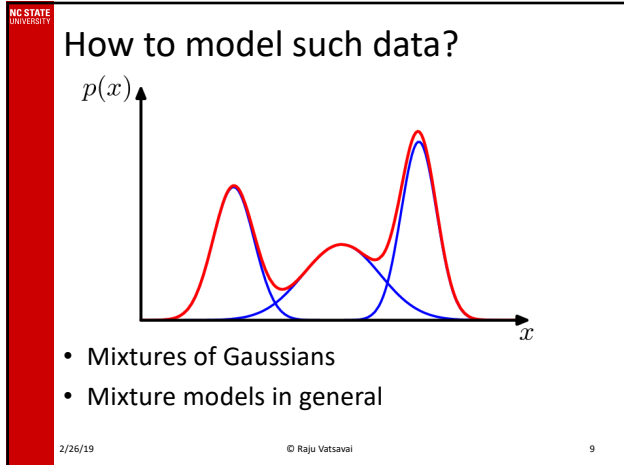 NC STATE
UNIVERSITY
How to model such data?
p(x)
x
• Mixtures of Gaussians
• Mixture models in general
2/26/19 © Raju Vatsavai 9